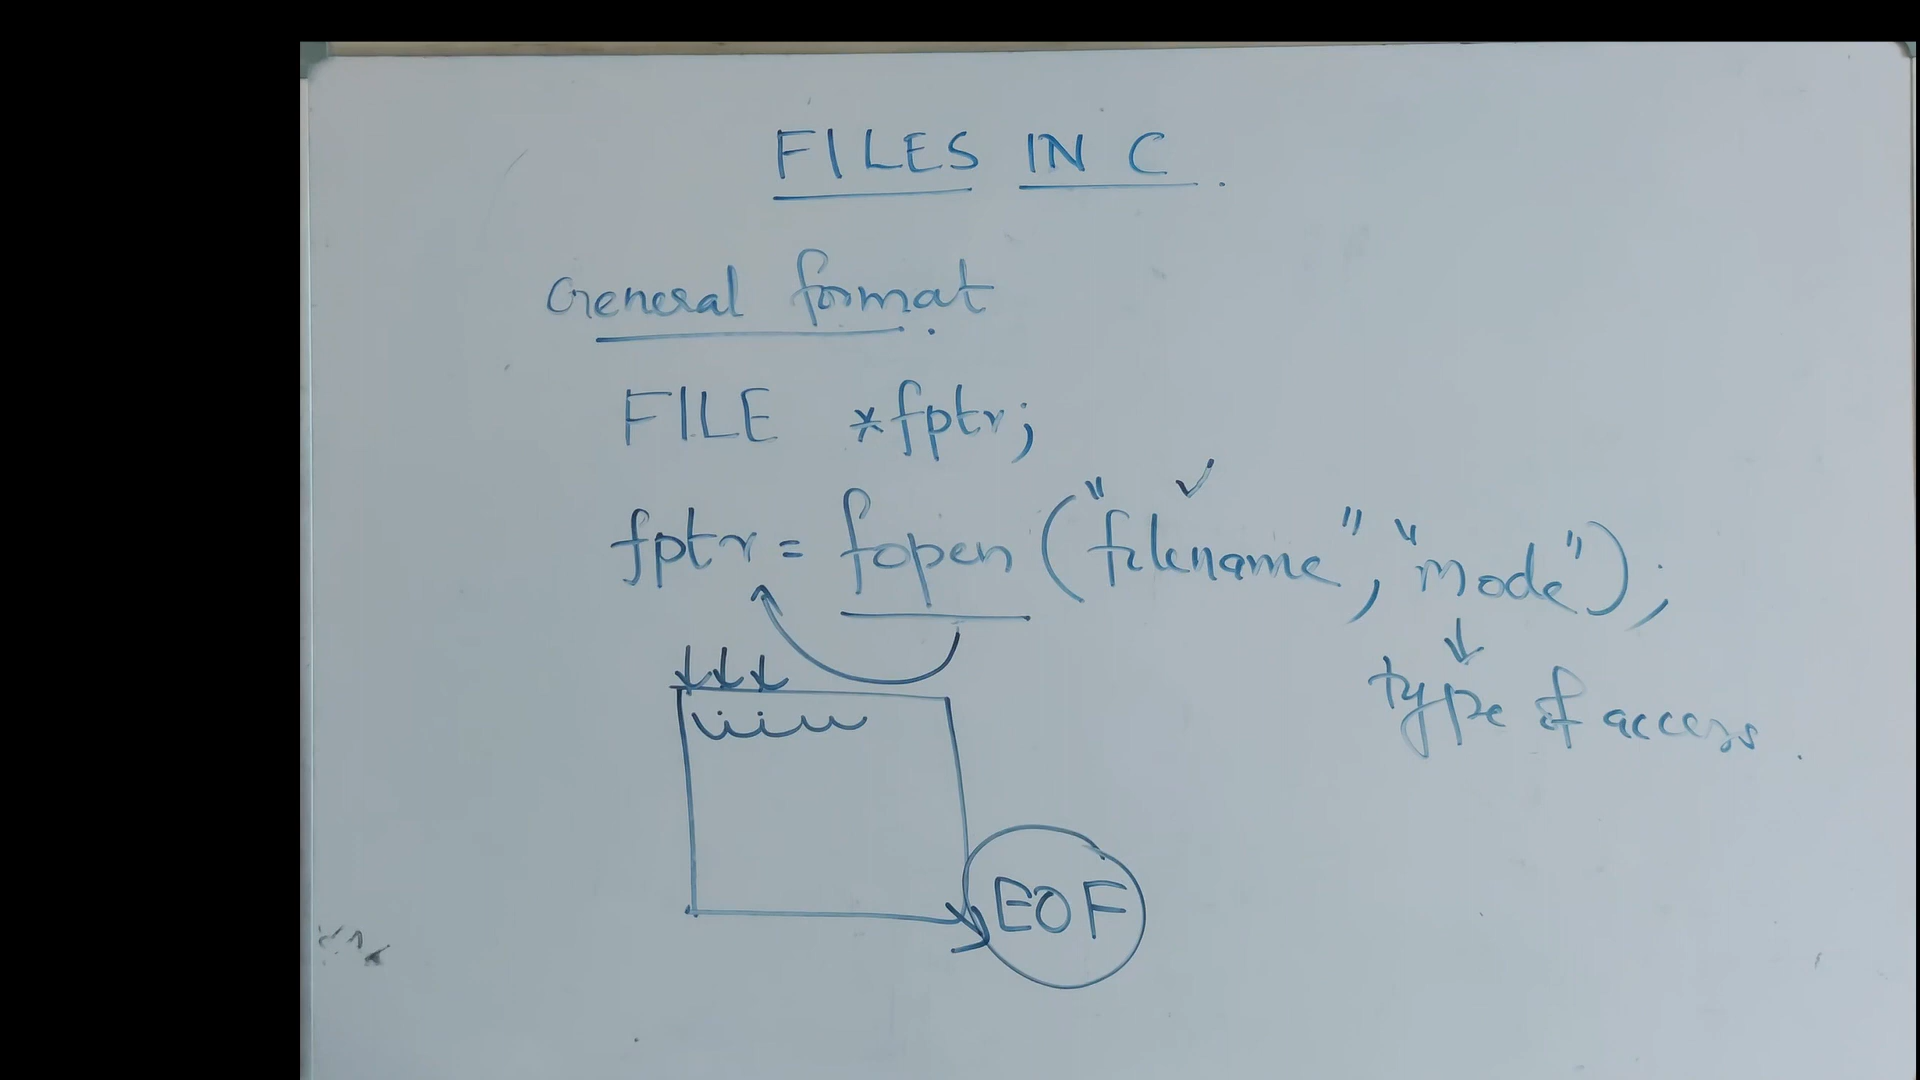 FILES IN C.
General format.
FILE *fptr;
fptr = fopen ("filename", "mode");
type of access.
EOF